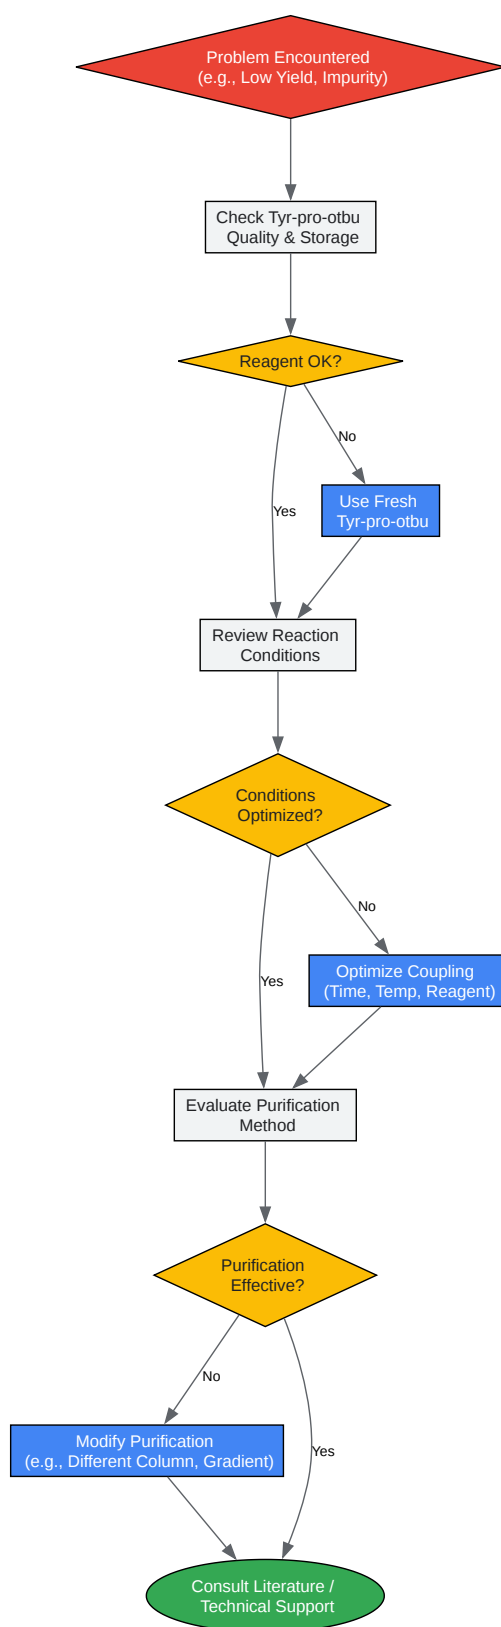 Problem Encountered
(e.g., Low Yield, Impurity)
Check Tyr-pro-otbu
Quality & Storage
Reagent OK?
No
Use Fresh
Tyr-pro-otbu
Yes
Review Reaction
Conditions
Conditions
Optimized?
No
Optimize Coupling
(Time, Temp, Reagent)
Yes
Evaluate Purification
Method
Purification
Effective?
No
Modify Purification
(e.g., Different Column, Gradient)
Yes
Consult Literature /
Technical Support